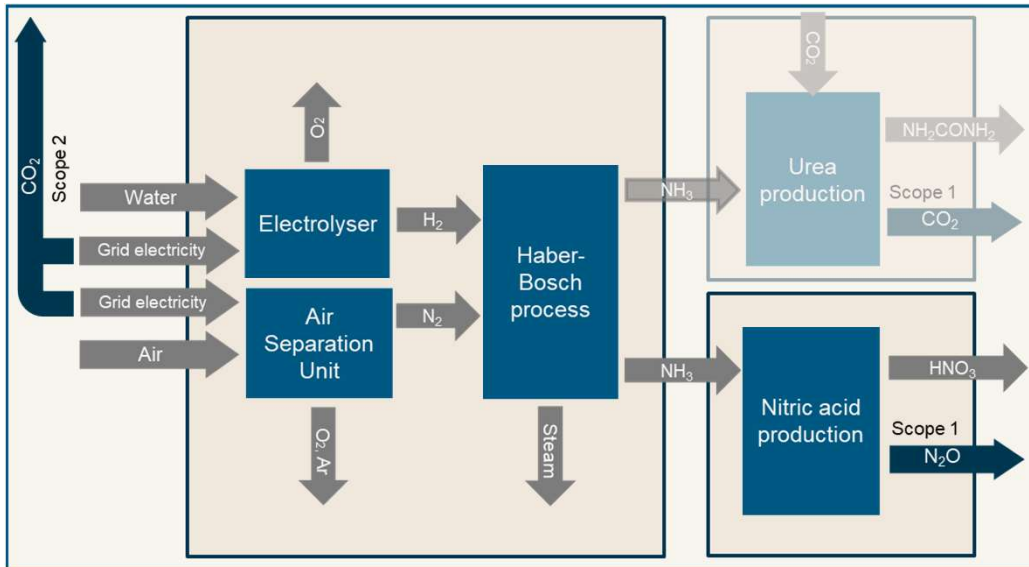 CO₂
Scope 2
Water
Grid electricity
Grid electricity
Air
O₂
Electrolyser
Air
Separation
Unit
O₂, Ar
H₂
N₂
Haber-
Bosch
process
Steam
NH₃
NH₃
CO₂
Urea
production
NH₂CONH₂
Scope 1
CO₂
Nitric acid
production
HNO₃
Scope 1
N₂O